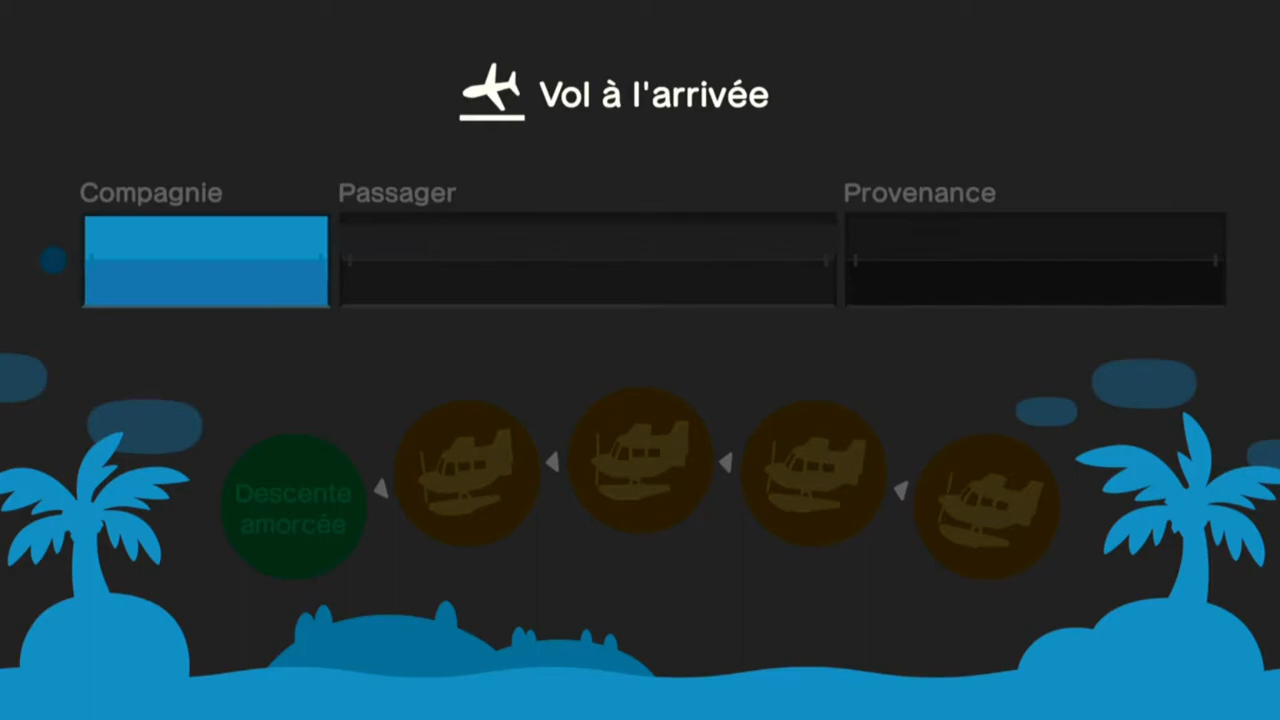 Vol à l'arrivée
Compagnie
Passager
Provenance
Descente
amorcée